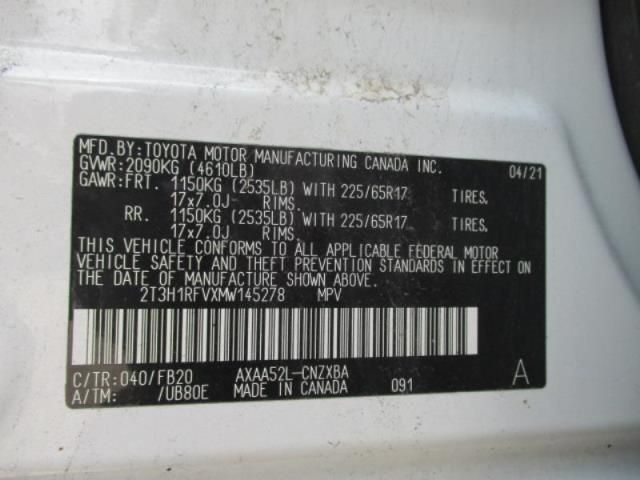 MFD.BY:TOYOTA MOTOR MANUFACTURING CANADA INC. 04/21
GVWR:2090KG (4610LB)
GAWR:FRT. 1150KG (2535LB) WITH 225/65R17 TIRES.
17x7.0J RIMS.
RR. 1150KG (2535LB) WITH 225/65R17 TIRES.
17x7.0J RIMS.
THIS VEHICLE CONFORMS TO ALL APPLICABLE FEDERAL MOTOR
VEHICLE SAFETY AND THEFT PREVENTION STANDARDS IN EFFECT ON
THE DATE OF MANUFACTURE SHOWN ABOVE.
2T3H1RFVXMW145278 MPV
C/TR:040/FB20 AXAA52L-CNZXBA A
A/TM: /UB80E MADE IN CANADA 091